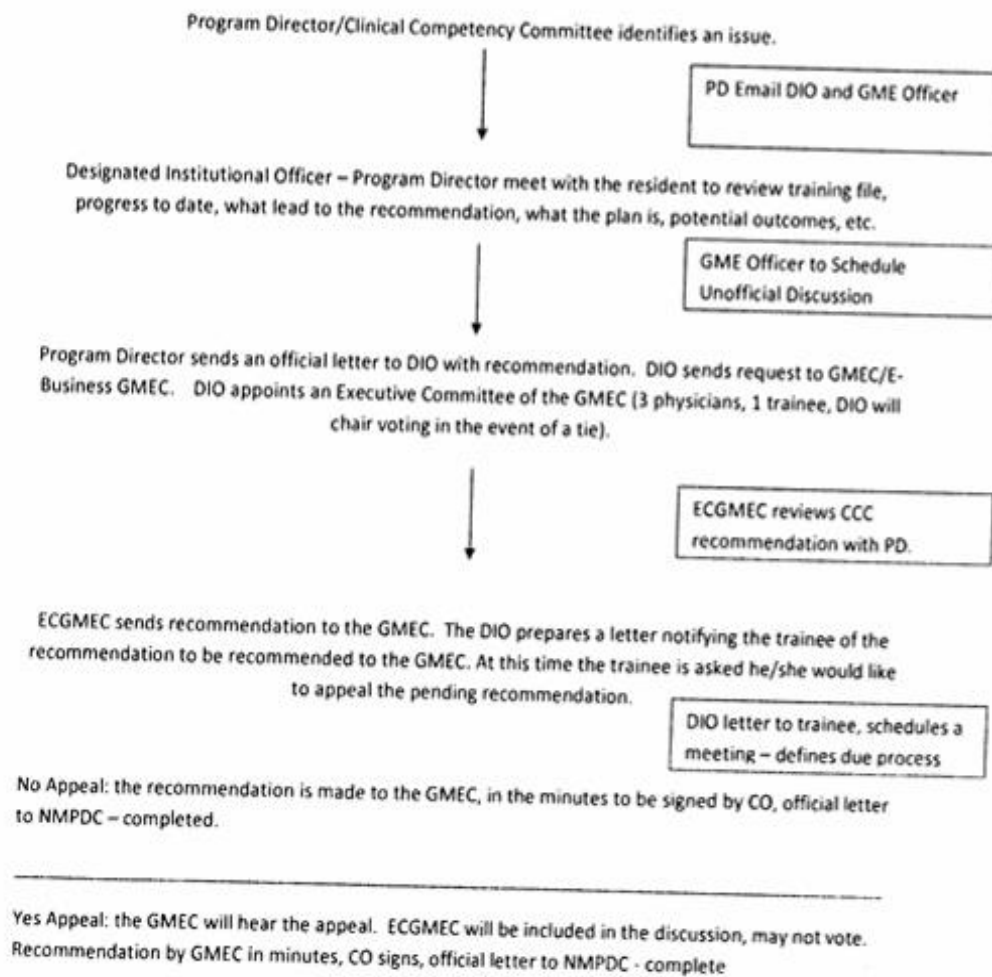 Program Director/Clinical Competency Committee identifies an issue.
PD Email DIO and GME Officer
Designated Institutional Officer – Program Director meet with the resident to review training file,
progress to date, what lead to the recommendation, what the plan is, potential outcomes, etc.
GME Officer to Schedule
Unofficial Discussion
Program Director sends an official letter to DIO with recommendation. DIO sends request to GMEC/E-
Business GMEC. DIO appoints an Executive Committee of the GMEC (3 physicians, 1 trainee, DIO will
chair voting in the event of a tie).
ECGMEC reviews CCC
recommendation with PD.
ECGMEC sends recommendation to the GMEC. The DIO prepares a letter notifying the trainee of the
recommendation to be recommended to the GMEC. At this time the trainee is asked he/she would like
to appeal the pending recommendation.
DIO letter to trainee, schedules a
meeting – defines due process
No Appeal: the recommendation is made to the GMEC, in the minutes to be signed by CO, official letter
to NMPDC – completed.
Yes Appeal: the GMEC will hear the appeal. ECGMEC will be included in the discussion, may not vote.
Recommendation by GMEC in minutes, CO signs, official letter to NMPDC - complete